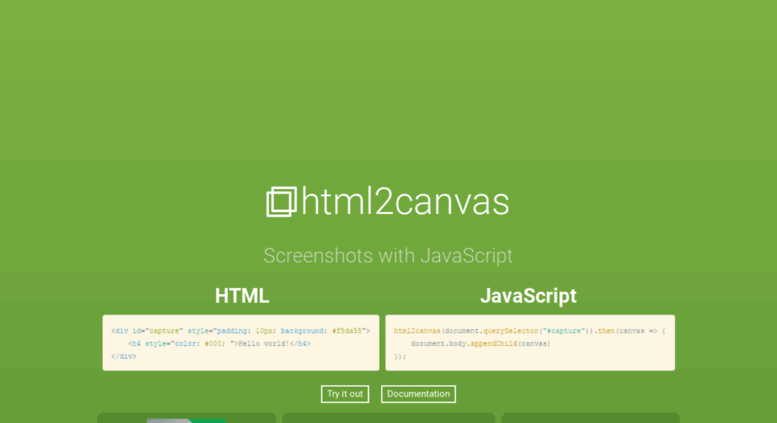 html2canvas
Screenshots with JavaScript
HTML
<div id="capture" style="padding: 10px; background: #f5da55">
<h4 style="color: #000; ">Hello world!</h4>
</div>
JavaScript
html2canvas(document.querySelector("#capture")).then(canvas => {
document.body.appendChild(canvas)
});
Try it out
Documentation